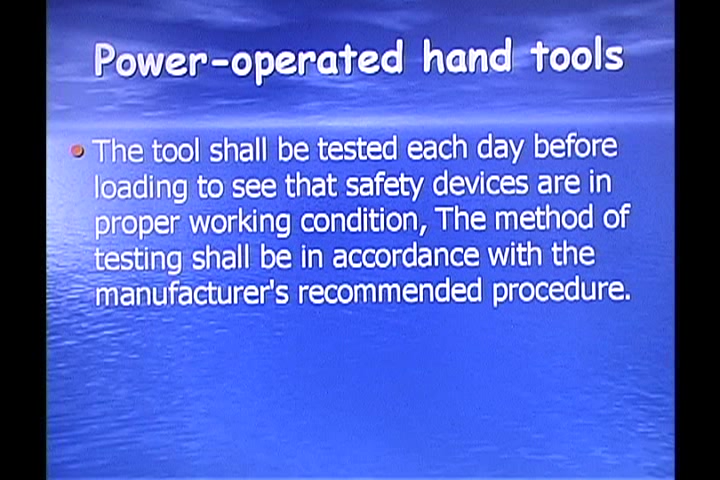 Power-operated hand tools
The tool shall be tested each day before
loading to see that safety devices are in
proper working condition, The method of
testing shall be in accordance with the
manufacturer's recommended procedure.